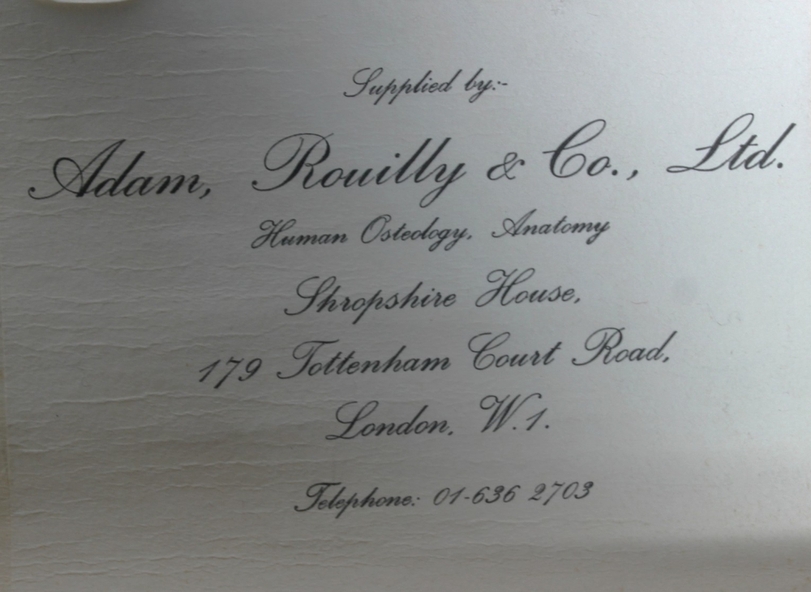 Supplied by:-
Adam, Rouilly & Co., Ltd.
Human Osteology, Anatomy
Shropshire House,
179 Tottenham Court Road,
London, W.1.
Telephone: 01-636 2703